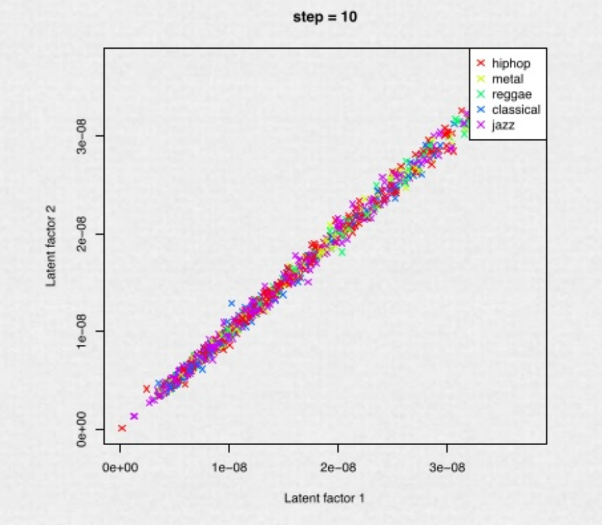 step = 10
hiphop
metal
reggae
classical
jazz
Latent factor 2
3e−08
2e−08
1e−08
0e+00
0e+00 1e−08 2e−08 3e−08
Latent factor 1